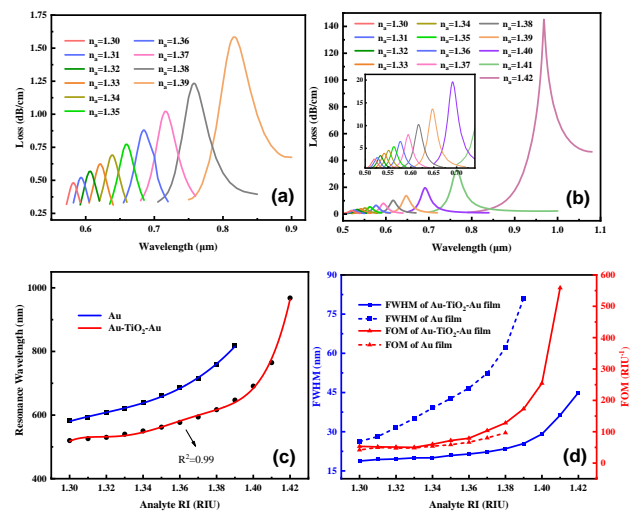 1.75
1.50
1.25
1.00
0.75
0.50
0.25
Loss (dB/cm)
nₐ=1.30
nₐ=1.31
nₐ=1.32
nₐ=1.33
nₐ=1.34
nₐ=1.35
nₐ=1.36
nₐ=1.37
nₐ=1.38
nₐ=1.39
(a)
0.6 0.7 0.8 0.9
Wavelength (μm)
140
120
100
80
60
40
20
0
Loss (dB/cm)
nₐ=1.30
nₐ=1.31
nₐ=1.32
nₐ=1.33
nₐ=1.34
nₐ=1.35
nₐ=1.36
nₐ=1.37
nₐ=1.38
nₐ=1.39
nₐ=1.40
nₐ=1.41
nₐ=1.42
20
15
10
5
0.50 0.55 0.60 0.65 0.70
(b)
0.5 0.6 0.7 0.8 0.9 1.0 1.1
Wavelength (μm)
1000
800
600
400
Resonance Wavelength (nm)
Au
Au-TiO₂-Au
R²=0.99
(c)
1.30 1.32 1.34 1.36 1.38 1.40 1.42
Analyte RI (RIU)
90
75
60
45
30
15
FWHM (nm)
FWHM of Au-TiO₂-Au film
FWHM of Au film
FOM of Au-TiO₂-Au film
FOM of Au film
(d)
600
500
400
300
200
100
0
FOM (RIU⁻¹)
1.30 1.32 1.34 1.36 1.38 1.40 1.42
Analyte RI (RIU)